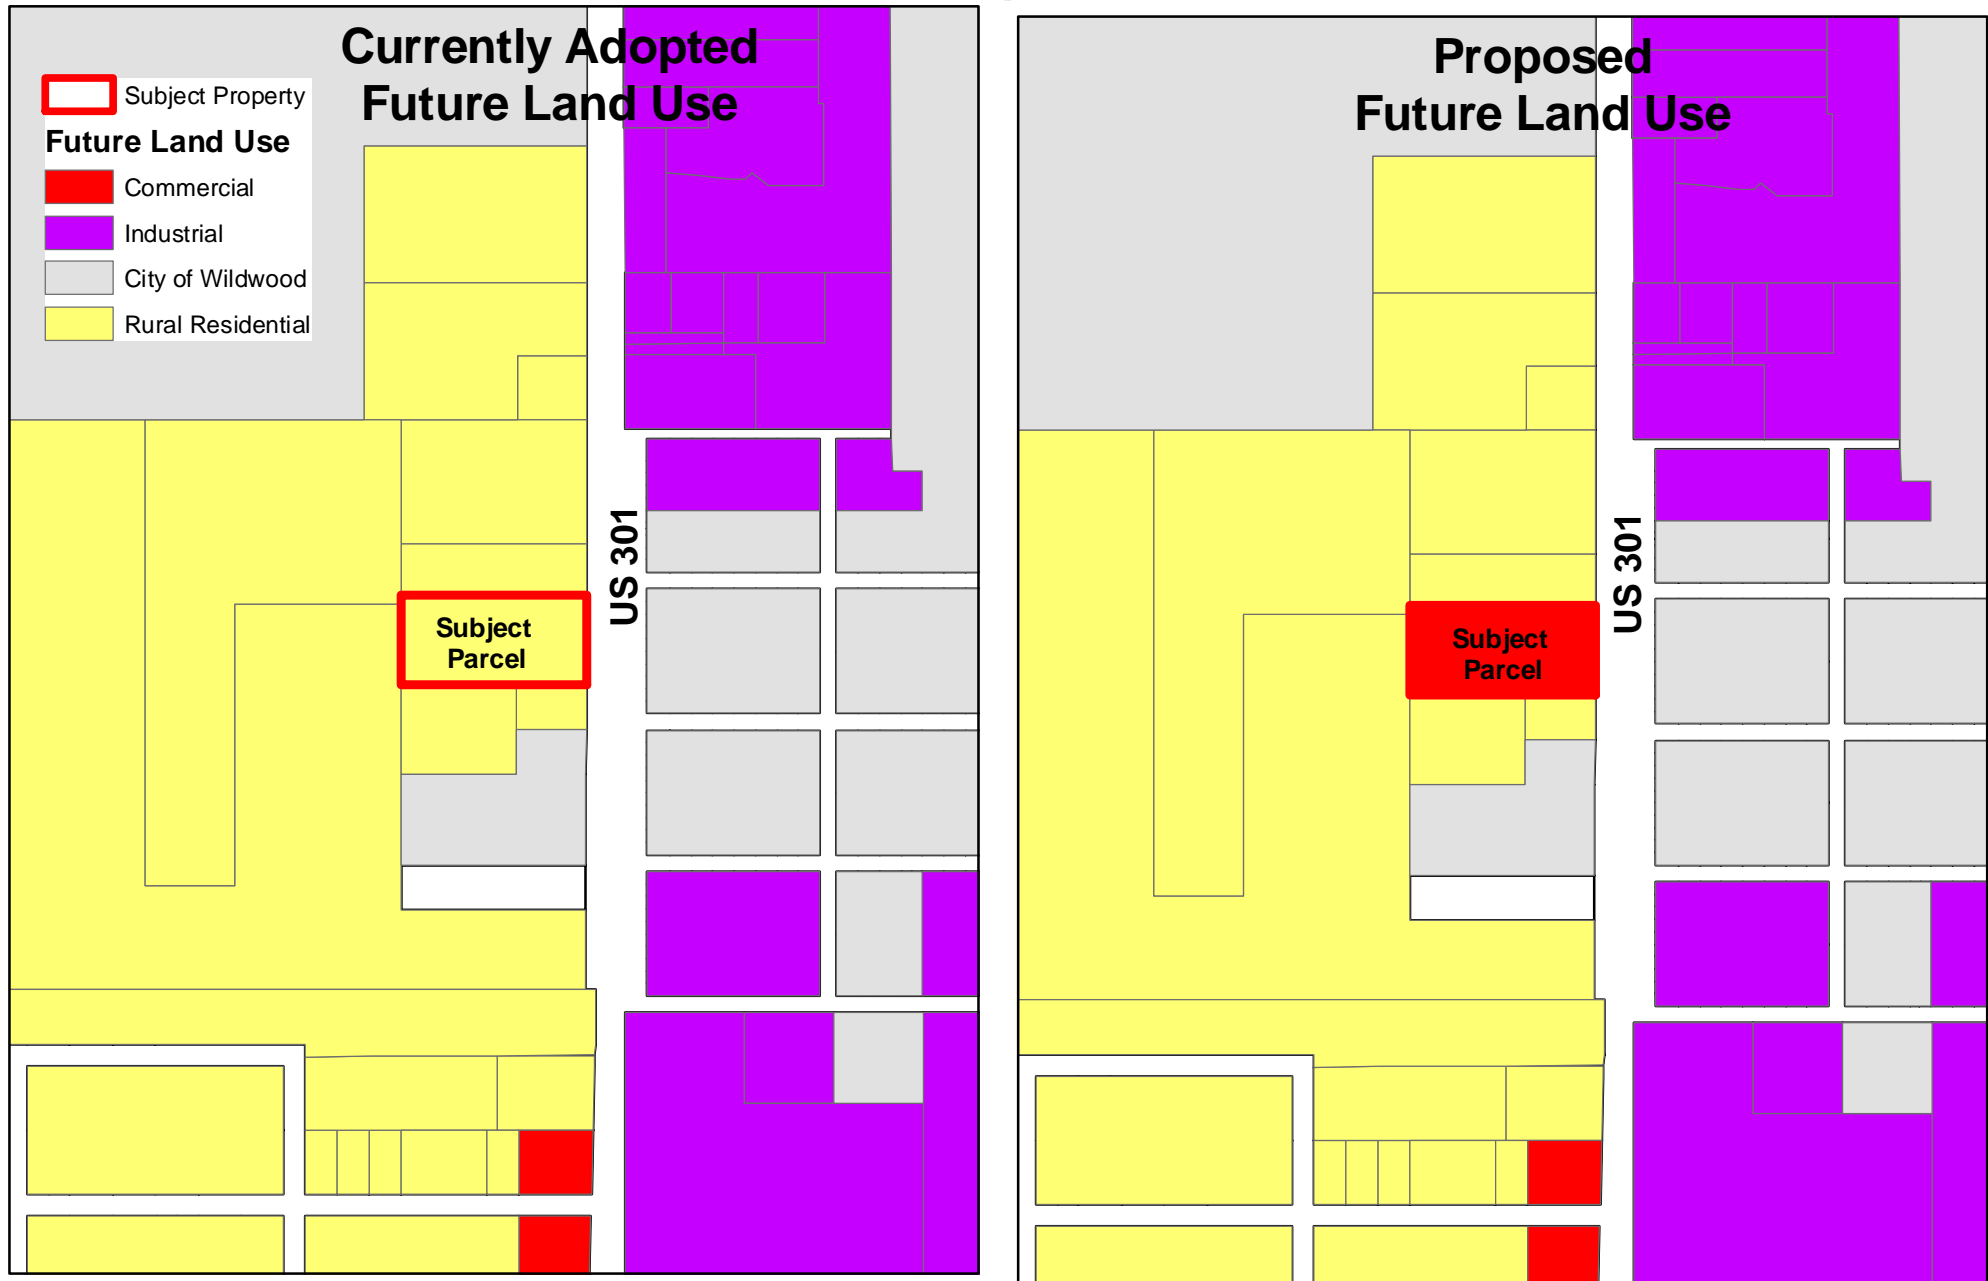 Currently Adopted
Future Land Use
Subject Property
Future Land Use
Commercial
Industrial
City of Wildwood
Rural Residential
US 301
Subject
Parcel
Proposed
Future Land Use
US 301
Subject
Parcel